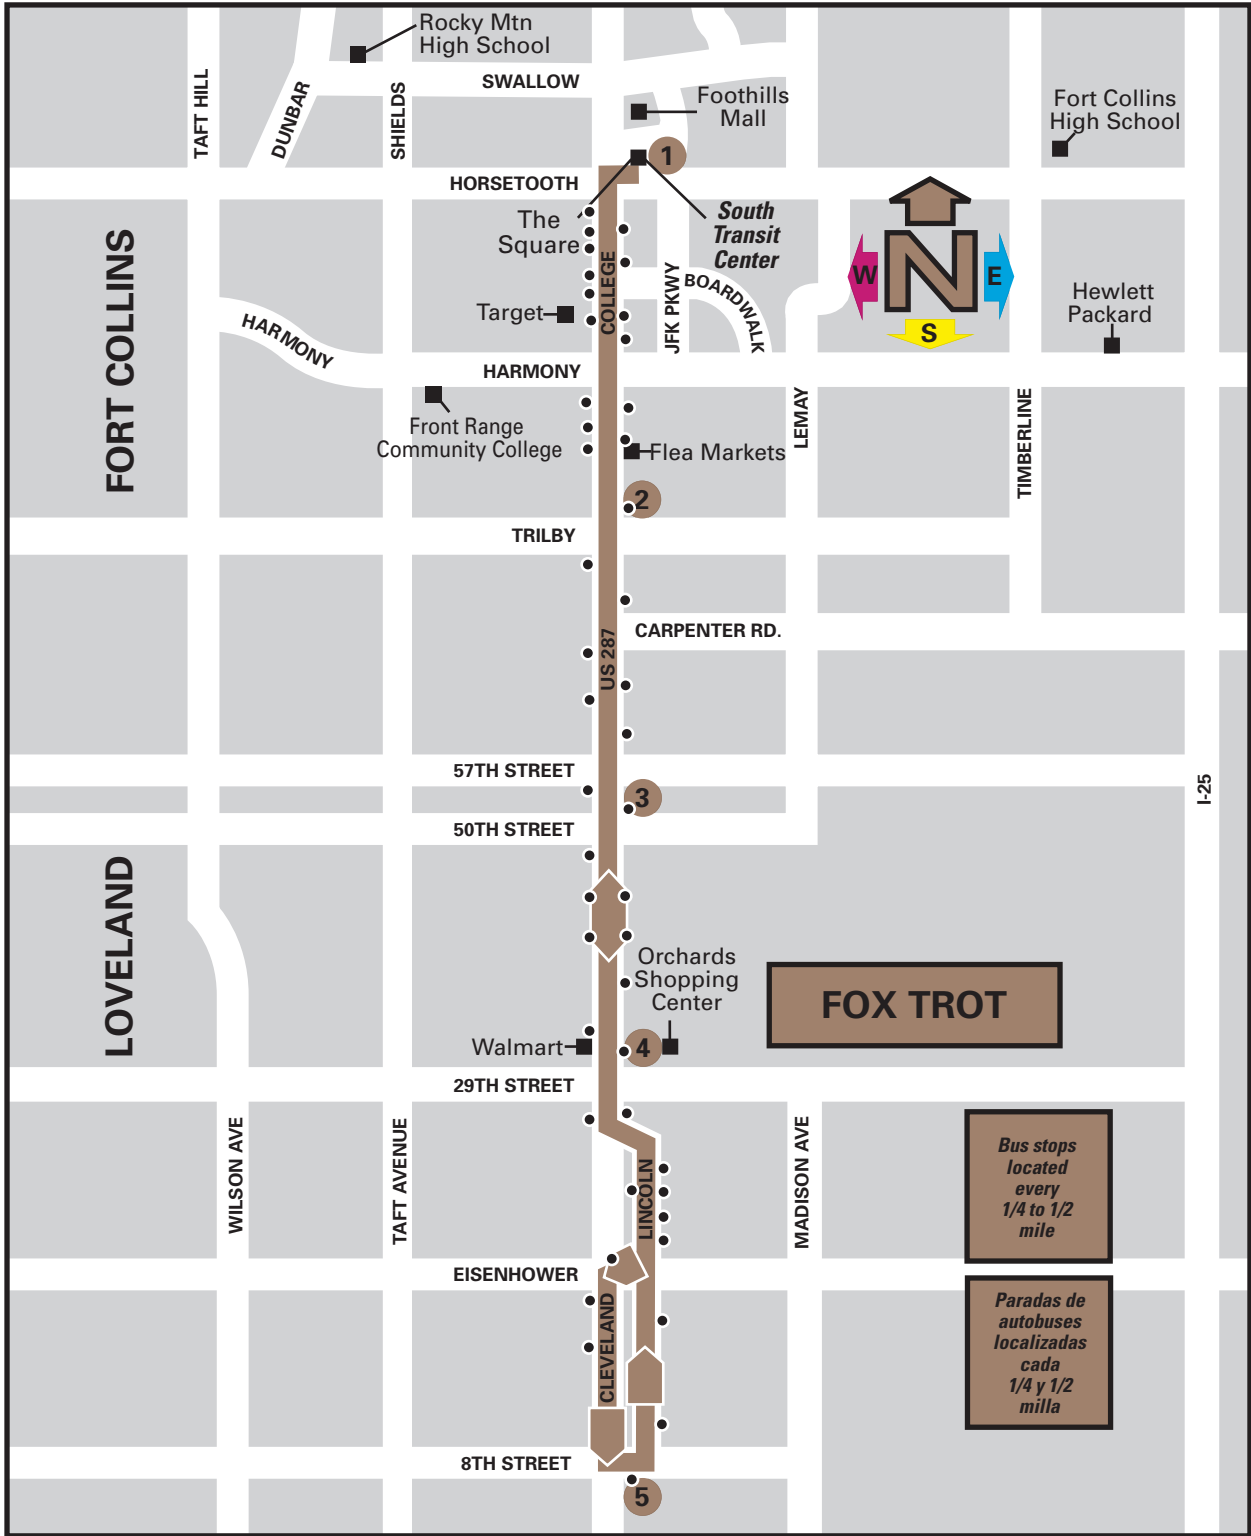 Rocky Mtn
High School
SWALLOW
TAFT HILL
DUNBAR
SHIELDS
Foothills
Mall
Fort Collins
High School
1
HORSETOOTH
The
Square
South
Transit
Center
N
W
E
S
COLLEGE
JFK PKWY
BOARDWALK
Target
Hewlett
Packard
FORT COLLINS
HARMONY
HARMONY
LEMAY
TIMBERLINE
Front Range
Community College
Flea Markets
2
TRILBY
CARPENTER RD.
US 287
57TH STREET
3
I-25
50TH STREET
LOVELAND
Orchards
Shopping
Center
FOX TROT
Walmart
4
29TH STREET
WILSON AVE
TAFT AVENUE
LINCOLN
MADISON AVE
Bus stops
located
every
1/4 to 1/2
mile
EISENHOWER
CLEVELAND
Paradas de
autobuses
localizadas
cada
1/4 y 1/2
milla
8TH STREET
5